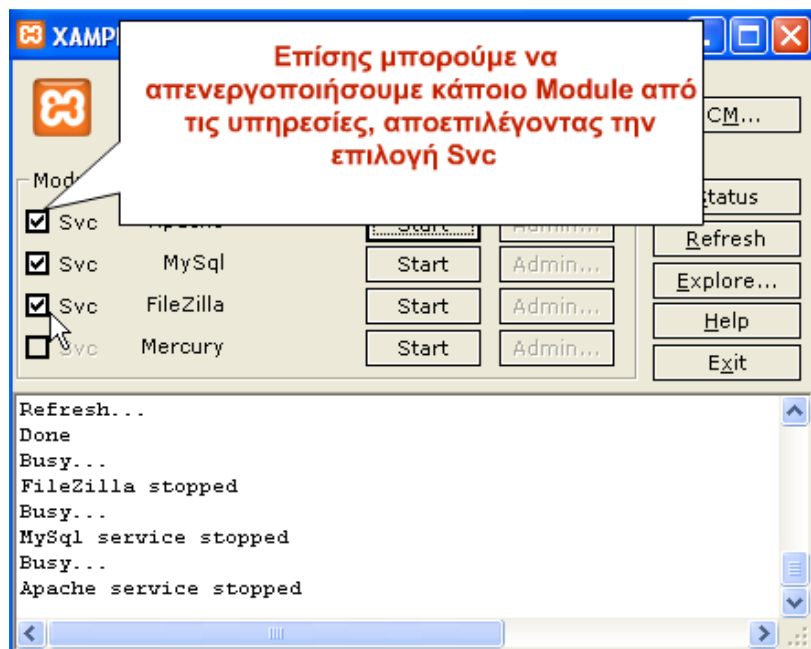 XAMP
Επίσης μπορούμε να
απενεργοποιήσουμε κάποιο Module από
τις υπηρεσίες, αποεπιλέγοντας την
επιλογή Svc
CM...
Status
Svc Apache Start Admin...
Refresh
Svc MySql Start Admin...
Explore...
Svc FileZilla Start Admin...
Help
Svc Mercury Start Admin...
Exit
Refresh...
Done
Busy...
FileZilla stopped
Busy...
MySql service stopped
Busy...
Apache service stopped